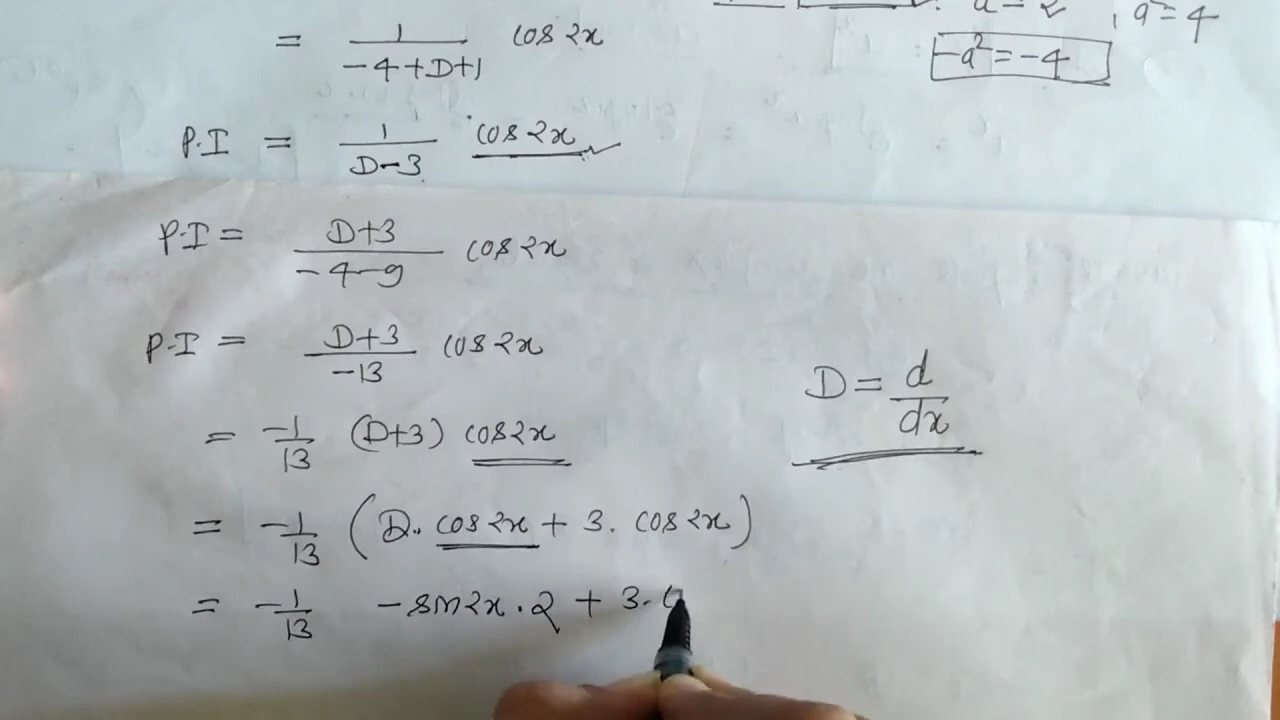 a = 2 , a² = 4
= 1/(-4+D+1) cos 2x
-a² = -4
P.I = 1/(D-3) cos 2x
P.I = (D+3)/(-4-9) cos 2x
P.I = (D+3)/(-13) cos 2x
D = d/dx
= -1/13 (D+3) cos 2x
= -1/13 (D. cos 2x + 3. cos 2x)
= -1/13 -sin 2x . 2 + 3.